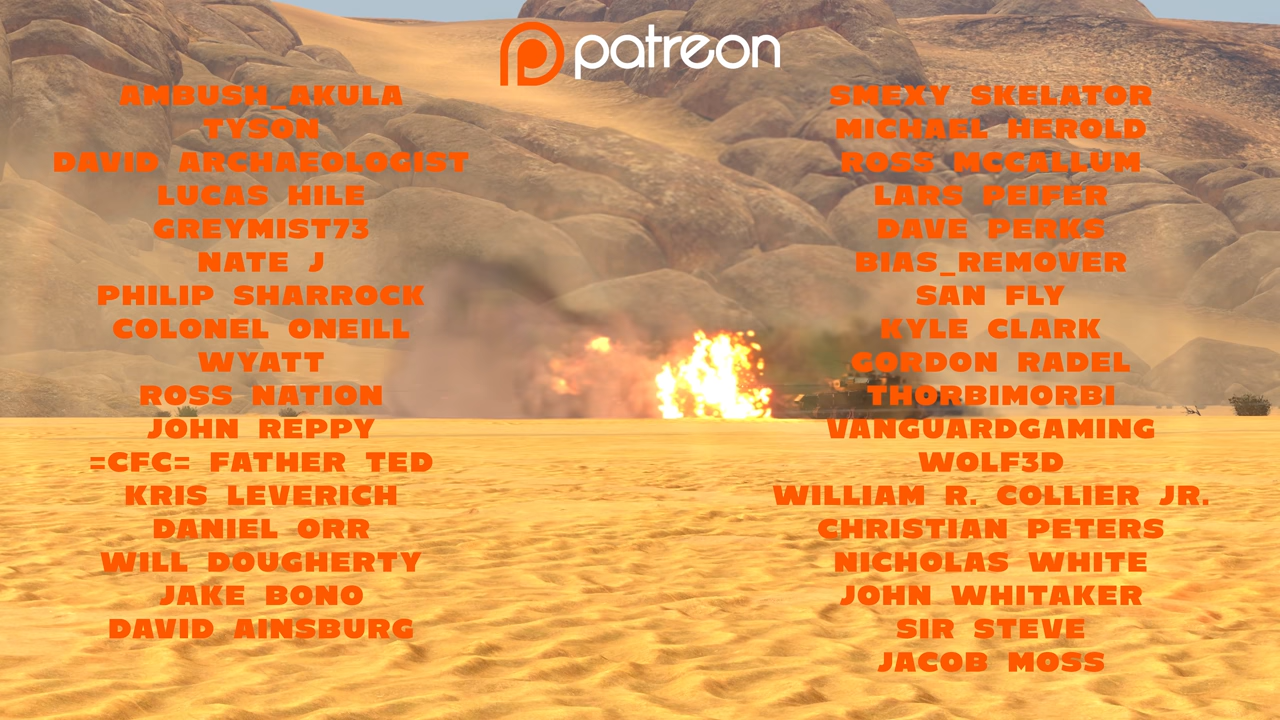 patreon
AMBUSH_AKULA
TYSON
DAVID ARCHAEOLOGIST
LUCAS HILE
GREYMIST73
NATE J
PHILIP SHARROCK
COLONEL ONEILL
WYATT
ROSS NATION
JOHN REPPY
=CFC= FATHER TED
KRIS LEVERICH
DANIEL ORR
WILL DOUGHERTY
JAKE BONO
DAVID AINSBURG
SMEXY SKELATOR
MICHAEL HEROLD
ROSS MCCALLUM
LARS PEIFER
DAVE PERKS
BIAS_REMOVER
SAN FLY
KYLE CLARK
GORDON RADEL
THORBIMORBI
VANGUARDGAMING
WOLF3D
WILLIAM R. COLLIER JR.
CHRISTIAN PETERS
NICHOLAS WHITE
JOHN WHITAKER
SIR STEVE
JACOB MOSS